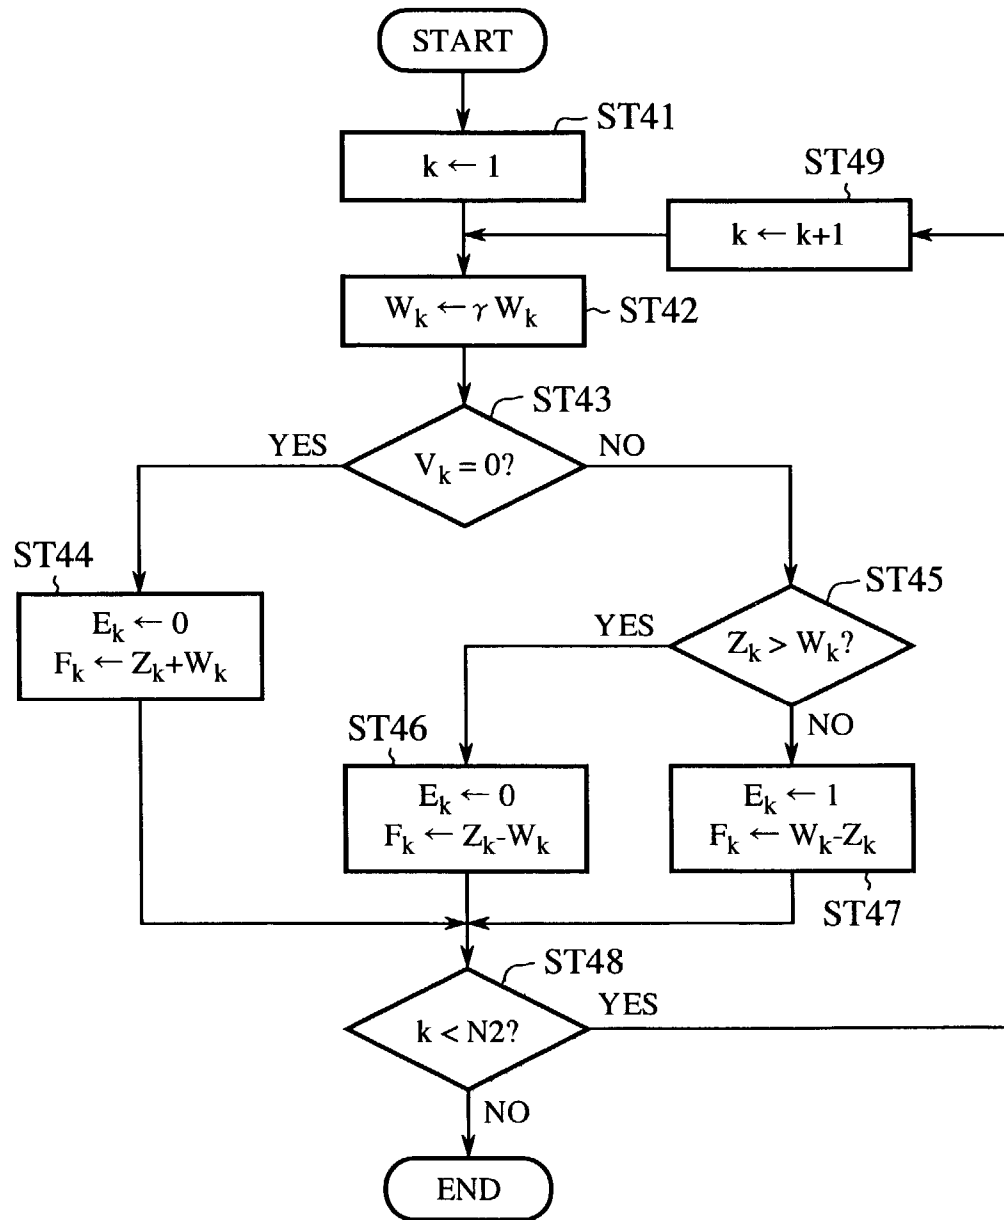 START
ST41
k ← 1
ST49
k ← k+1
W_k ← γ W_k
ST42
ST43
YES
V_k = 0?
NO
ST44
E_k ← 0
F_k ← Z_k+W_k
ST45
YES
Z_k > W_k?
NO
ST46
E_k ← 0
F_k ← Z_k-W_k
E_k ← 1
F_k ← W_k-Z_k
ST47
ST48
YES
k < N2?
NO
END